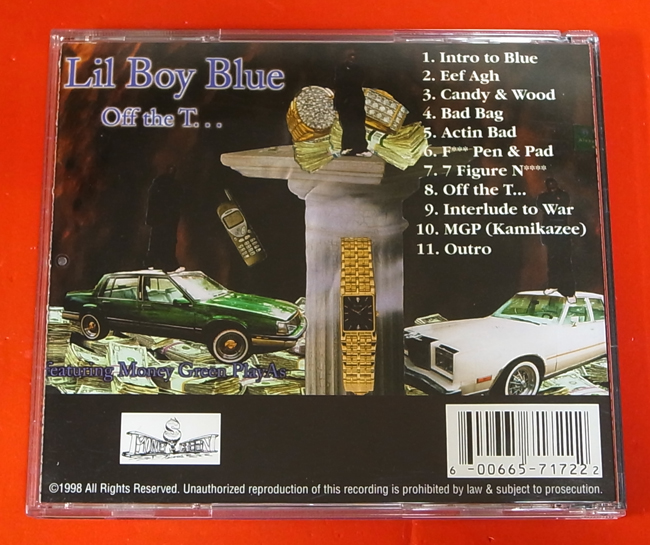 Lil Boy Blue
Off the T. . .
1. Intro to Blue
2. Eef Agh
3. Candy & Wood
4. Bad Bag
5. Actin Bad
6. F*** Pen & Pad
7. 7 Figure N****
8. Off the T...
9. Interlude to War
10. MGP (Kamikazee)
11. Outro
featuring Money Green PlayAs
MONEY GREEN
6 00665-71722 2
©1998 All Rights Reserved. Unauthorized reproduction of this recording is prohibited by law & subject to prosecution.